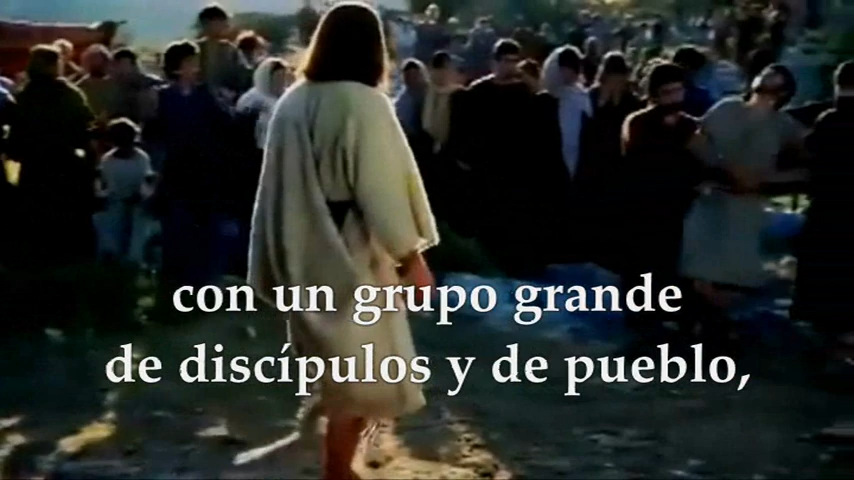 con un grupo grande
de discípulos y de pueblo,